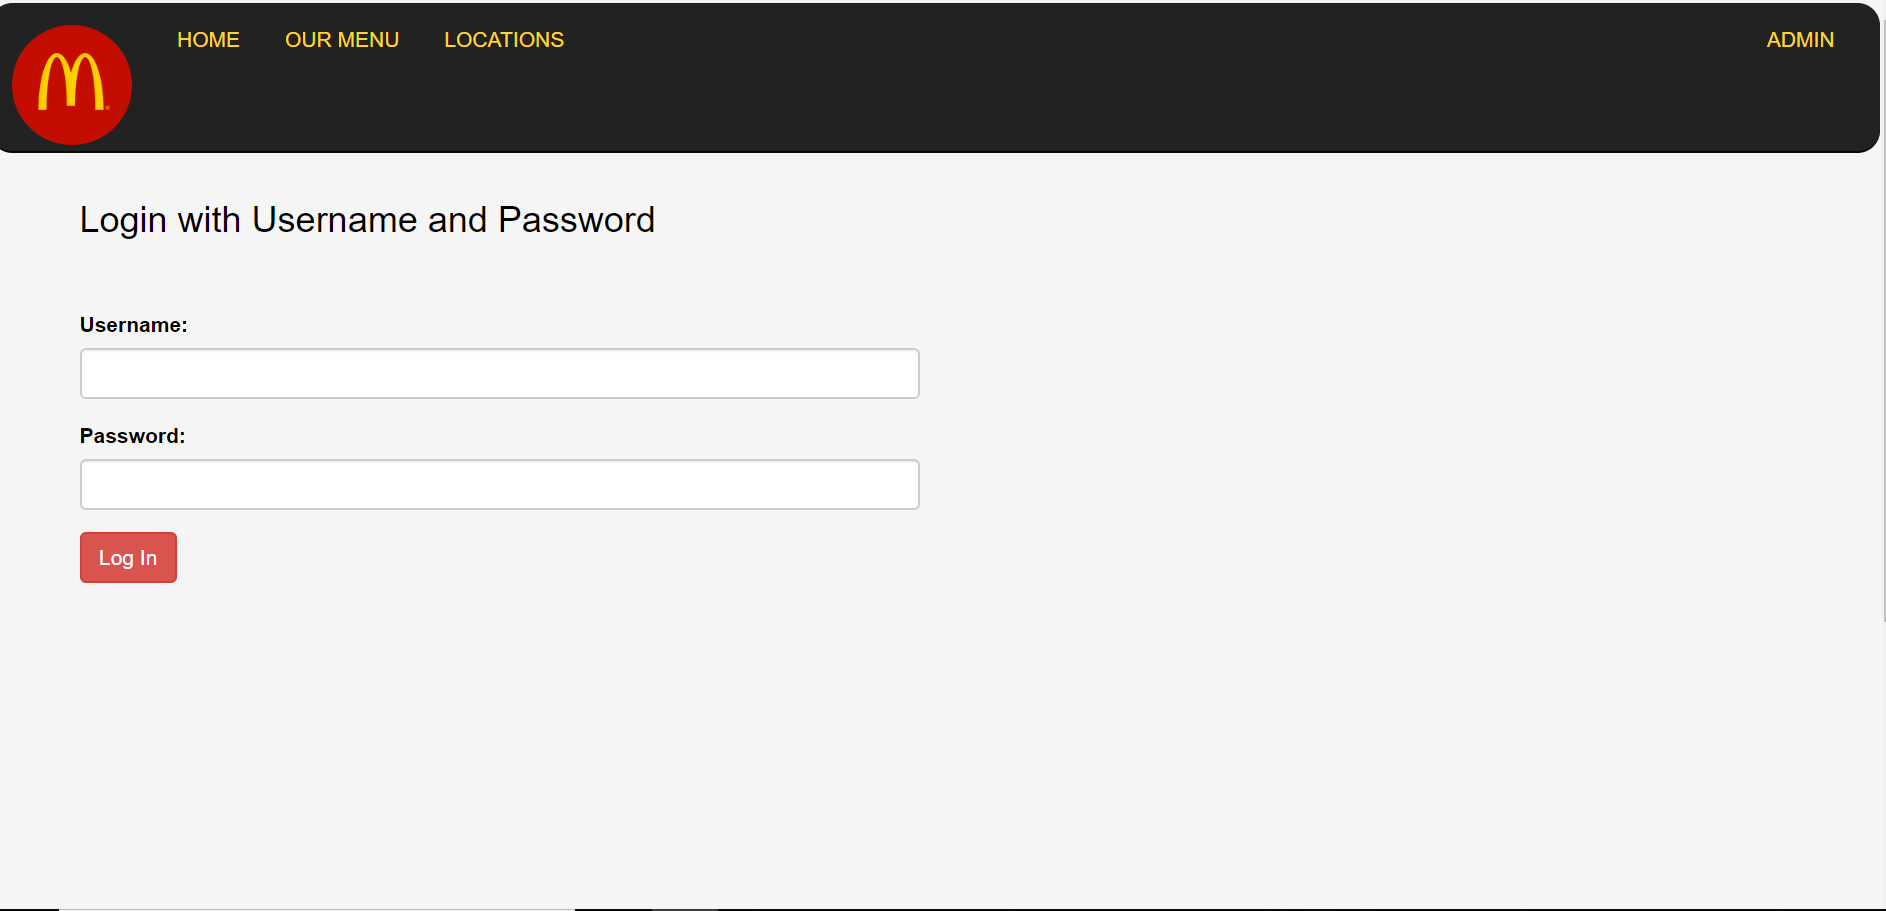 HOME OUR MENU LOCATIONS ADMIN
Login with Username and Password
Username:
Password:
Log In